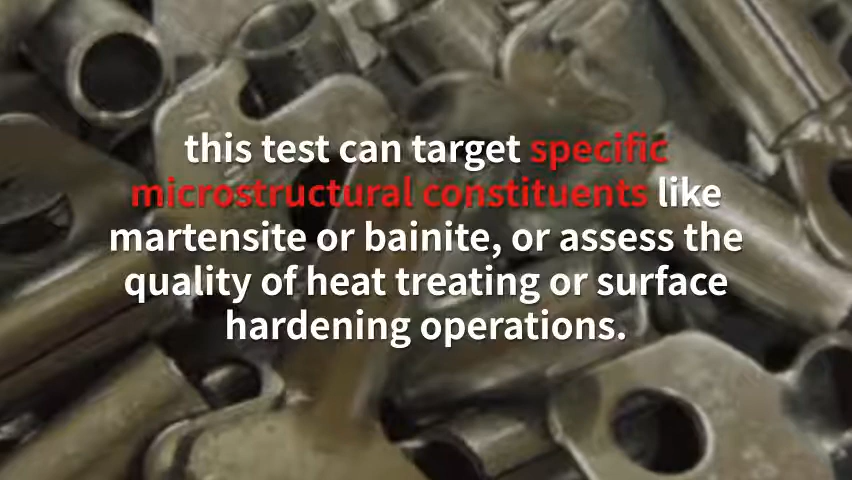 this test can target specific
microstructural constituents like
martensite or bainite, or assess the
quality of heat treating or surface
hardening operations.